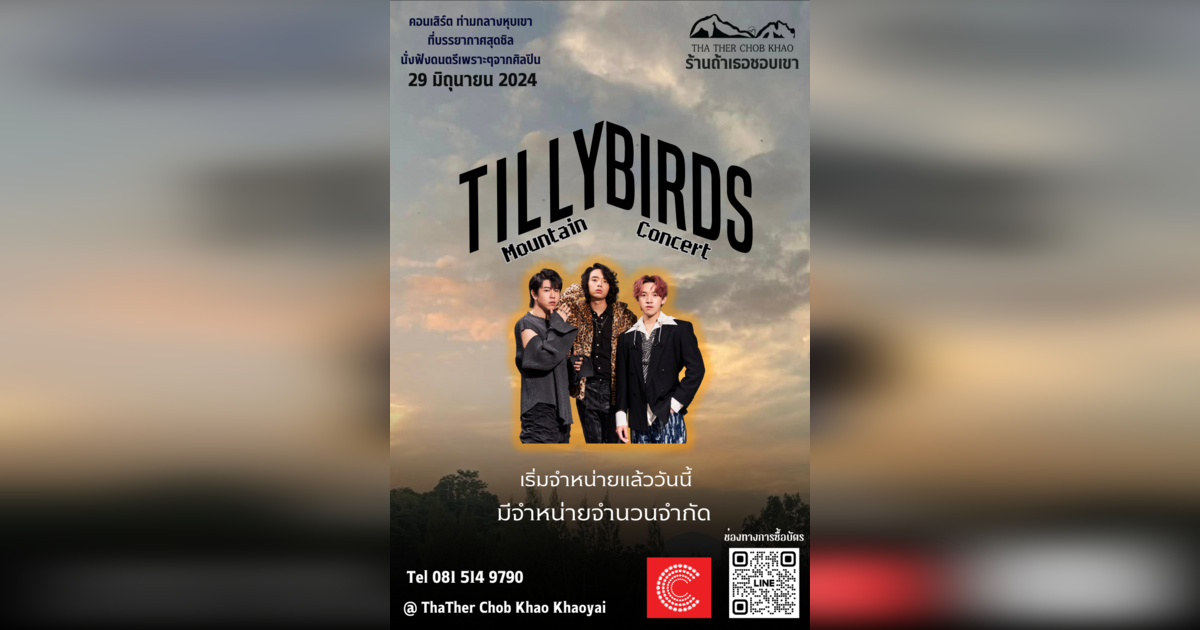 คอนเสิร์ต ท่ามกลางหุบเขา
ที่บรรยากาศสุดชิล
นั่งฟังดนตรีเพราะๆจากศิลปิน
29 มิถุนายน 2024
THA THER CHOB KHAO
ร้านถ้าเธอชอบเขา
TILLYBIRDS
Mountain Concert
เริ่มจำหน่ายแล้ววันนี้
มีจำหน่ายจำนวนจำกัด
ช่องทางการซื้อบัตร
LINE
Tel 081 514 9790
@ ThaTher Chob Khao Khaoyai